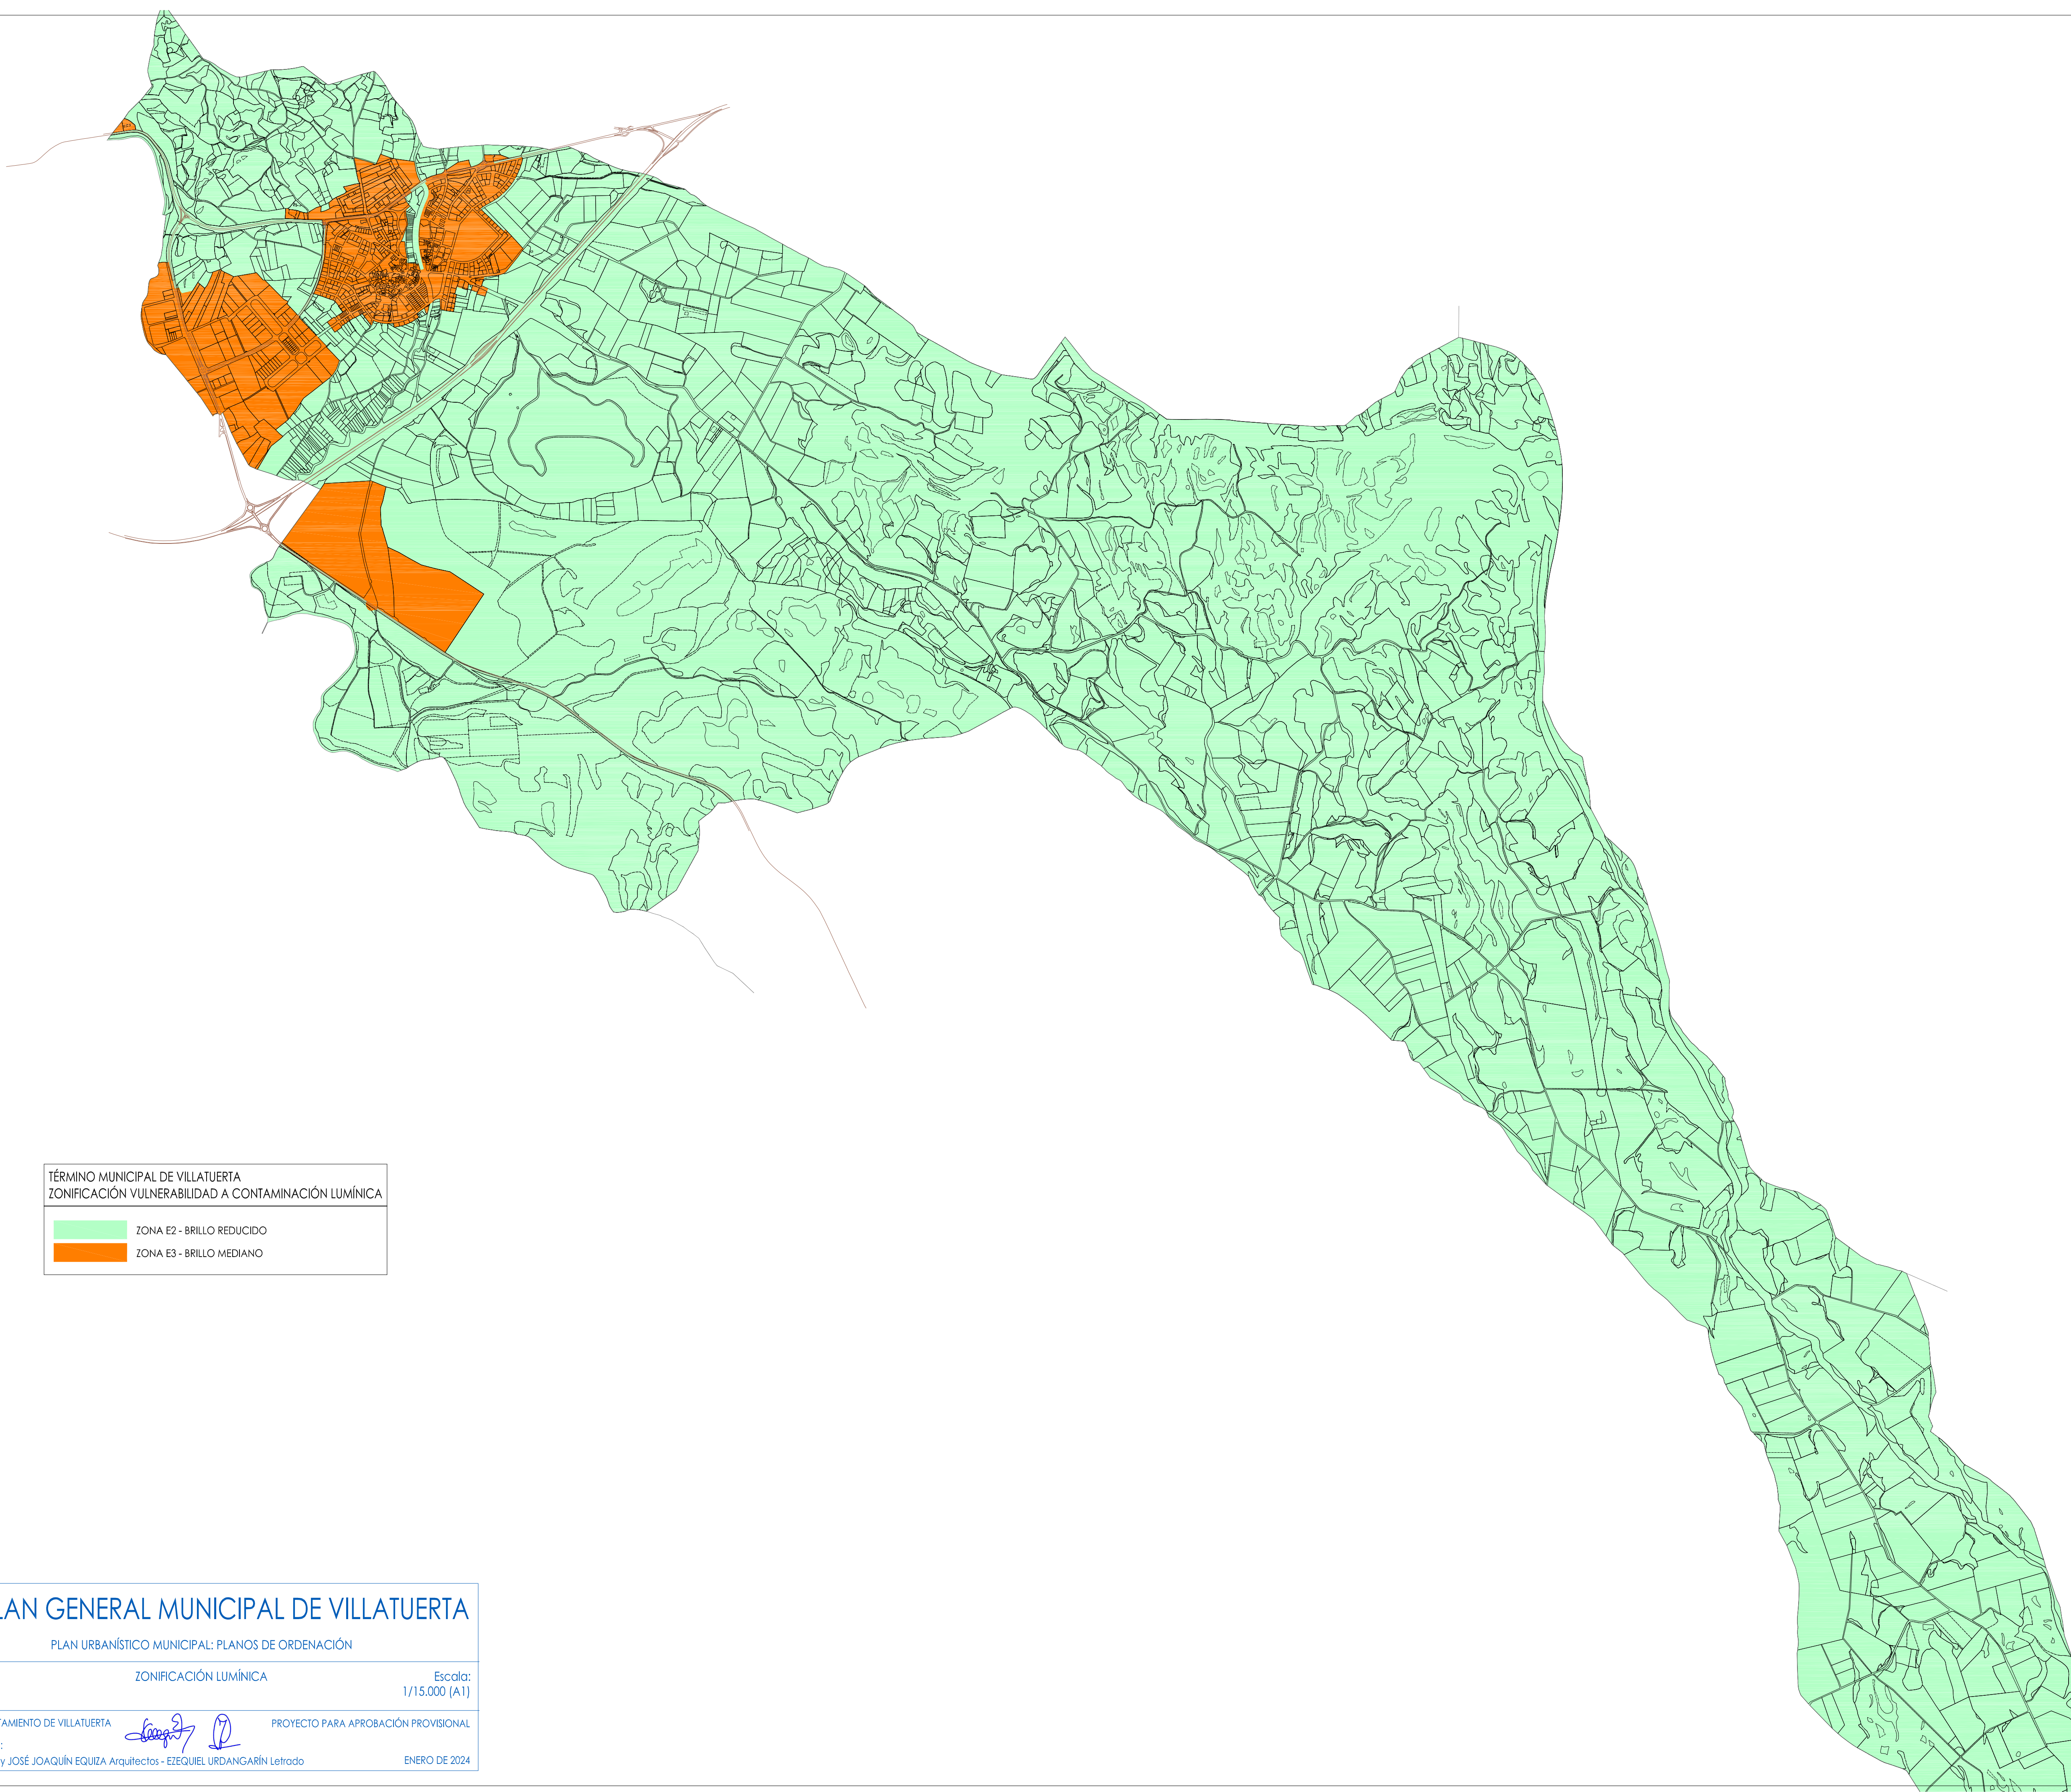 TÉRMINO MUNICIPAL DE VILLATUERTA
ZONIFICACIÓN VULNERABILIDAD A CONTAMINACIÓN LUMÍNICA
ZONA E2 - BRILLO REDUCIDO
ZONA E3 - BRILLO MEDIANO
LAN GENERAL MUNICIPAL DE VILLATUERTA
PLAN URBANÍSTICO MUNICIPAL: PLANOS DE ORDENACIÓN
ZONIFICACIÓN LUMÍNICA
Escala:
1/15.000 (A1)
TAMIENTO DE VILLATUERTA
PROYECTO PARA APROBACIÓN PROVISIONAL
:
y JOSÉ JOAQUÍN EQUIZA Arquitectos - EZEQUIEL URDANGARÍN Letrado
ENERO DE 2024